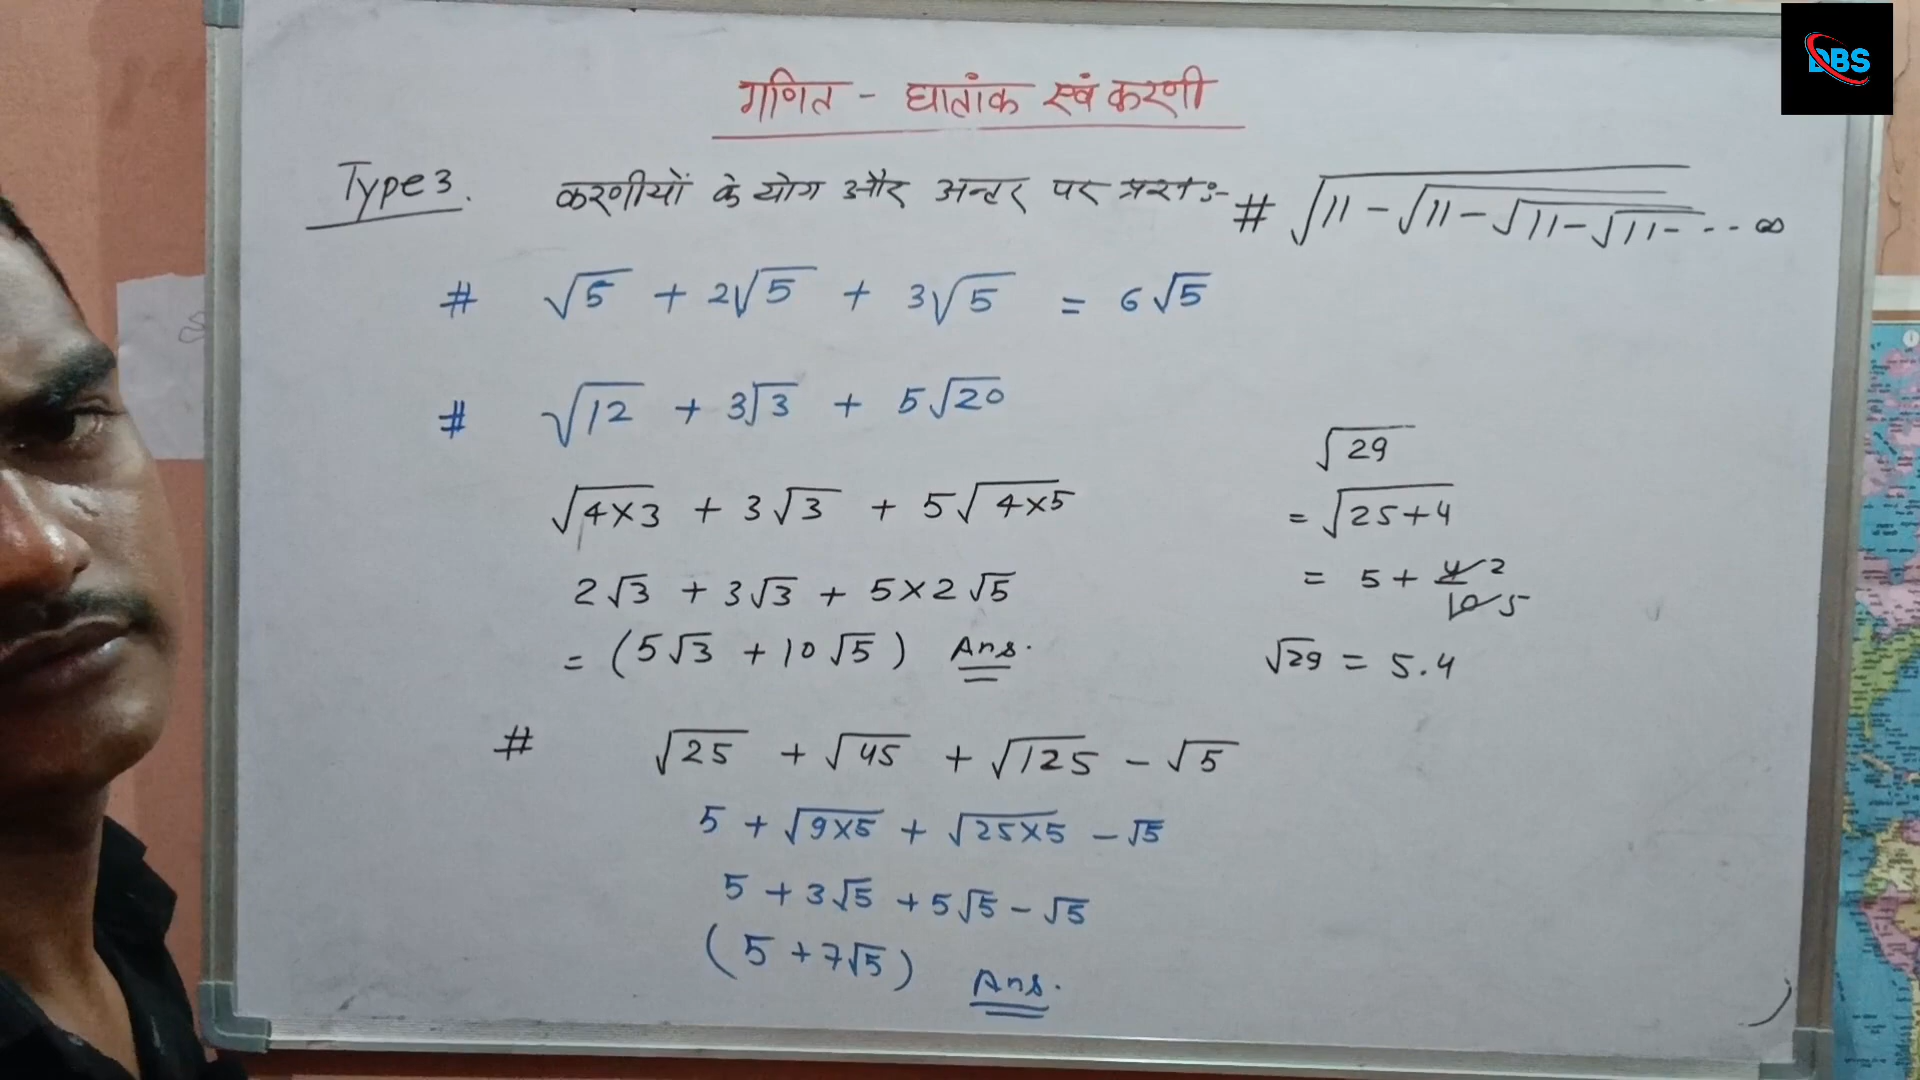 DBS
गणित - घातांक एवं करणी
Type 3. करणीयों के योग और अन्तर पर प्रश्न :-
# √11 - √11 - √11 - √11 - - - - ∞
# √5 + 2√5 + 3√5 = 6√5
# √12 + 3√3 + 5√20
√4×3 + 3√3 + 5√4×5
2√3 + 3√3 + 5×2√5
= (5√3 + 10√5) Ans.
√29
= √25+4
= 5 + 4 2
10 5
√29 = 5.4
# √25 + √45 + √125 - √5
5 + √9×5 + √25×5 - √5
5 + 3√5 + 5√5 - √5
(5 + 7√5) Ans.